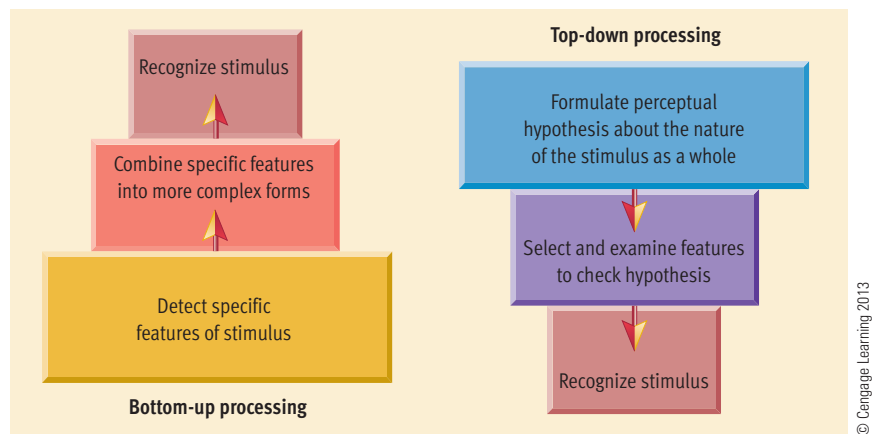 Recognize stimulus
Combine specific features
into more complex forms
Detect specific
features of stimulus
Bottom-up processing
Top-down processing
Formulate perceptual
hypothesis about the nature
of the stimulus as a whole
Select and examine features
to check hypothesis
Recognize stimulus
© Cengage Learning 2013